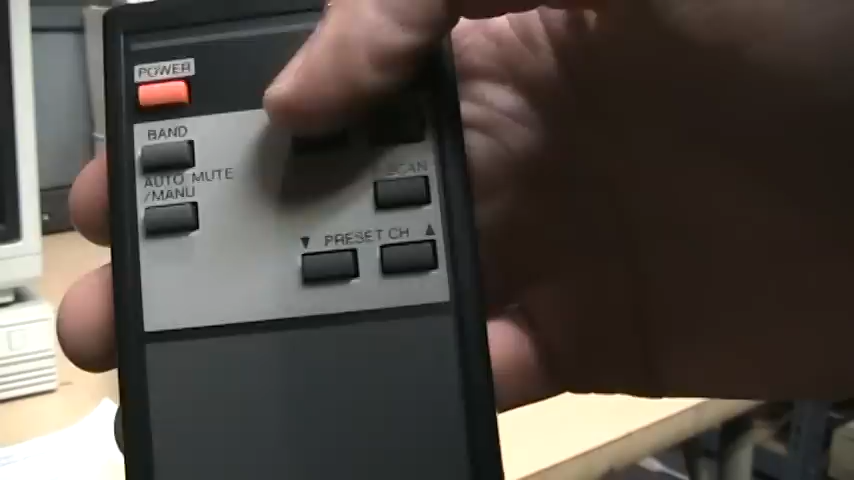 POWER
BAND
AUTO MUTE
/MANU
SCAN
▼ PRESET CH ▲